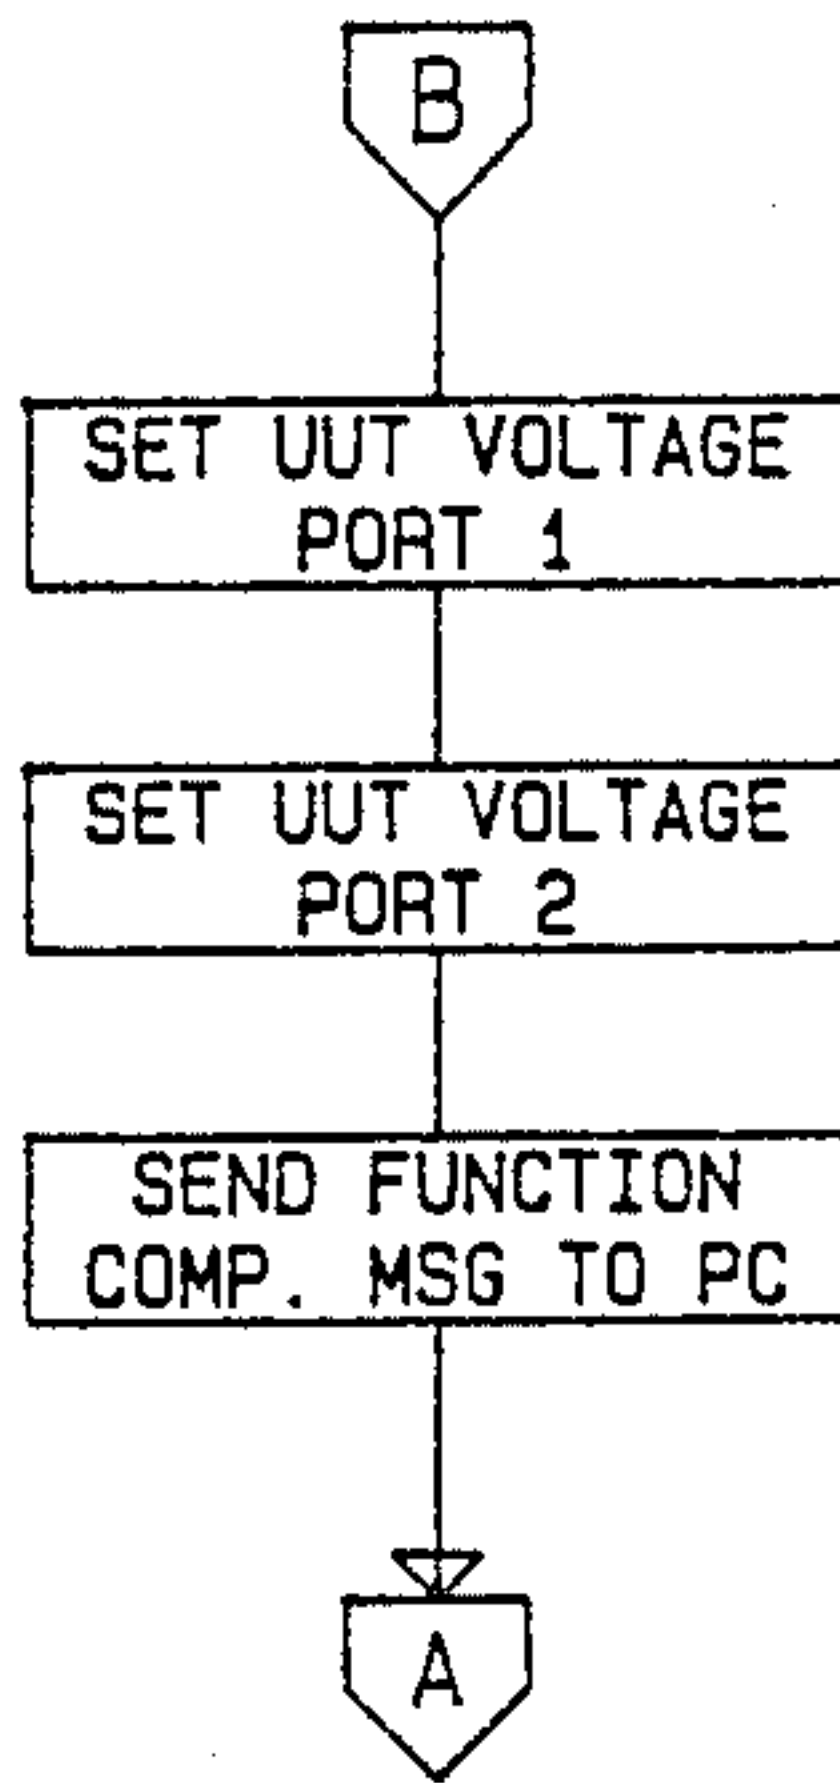 B
SET UUT VOLTAGE
PORT 1
SET UUT VOLTAGE
PORT 2
SEND FUNCTION
COMP. MSG TO PC
A